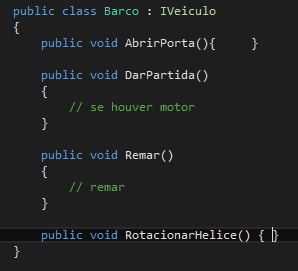 public class Barco : IVeiculo
{
    public void AbrirPorta(){     }
    public void DarPartida()
    {
        // se houver motor
    }
    public void Remar()
    {
        // remar
    }
    public void RotacionarHelice() { }
}